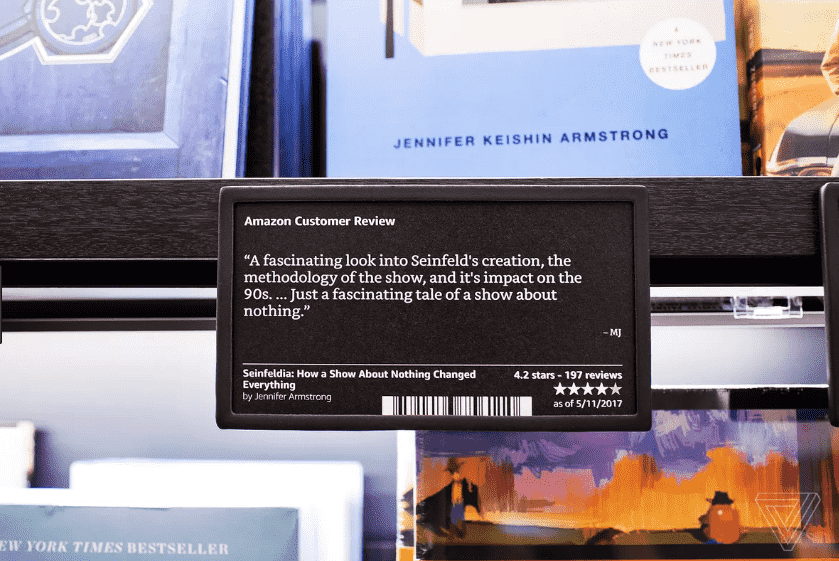 A
NEW YORK
TIMES
BESTSELLER
JENNIFER KEISHIN ARMSTRONG
Amazon Customer Review
“A fascinating look into Seinfeld's creation, the
methodology of the show, and it's impact on the
90s. ... Just a fascinating tale of a show about
nothing.”
– MJ
Seinfeldia: How a Show About Nothing Changed
Everything
by Jennifer Armstrong
4.2 stars - 197 reviews
as of 5/11/2017
NEW YORK TIMES BESTSELLER